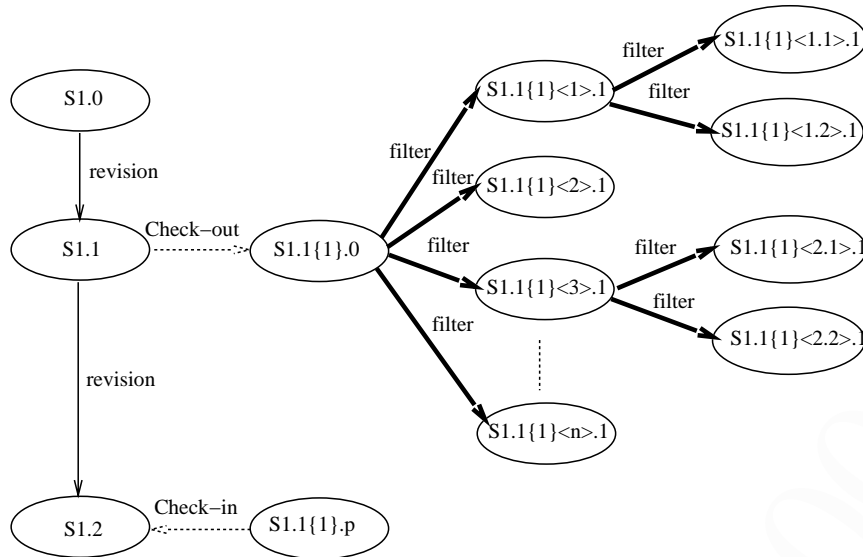 filter
S1.1{1}<1.1>.1
S1.0
S1.1{1}<1>.1
filter
S1.1{1}<1.2>.1
revision
filter
filter
S1.1{1}<2>.1
S1.1
Check-out
S1.1{1}.0
filter
filter
S1.1{1}<2.1>.1
S1.1{1}<3>.1
filter
S1.1{1}<2.2>.1
filter
revision
S1.1{1}<n>.1
Check-in
S1.2
S1.1{1}.p